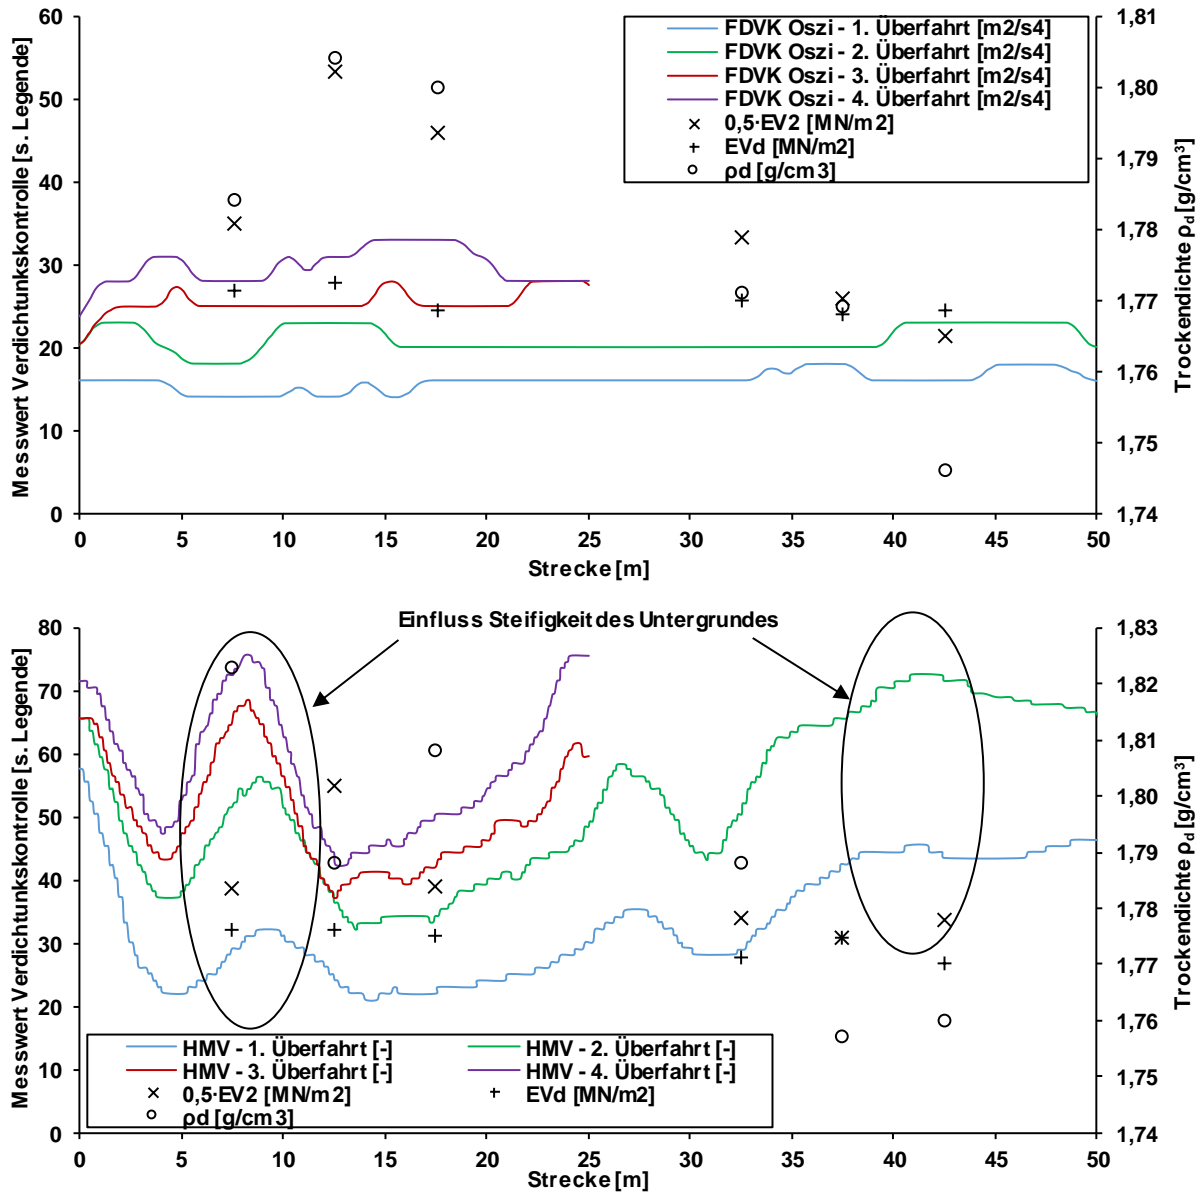 Messwert Verdichtunkskontrolle [s. Legende]
60
50
40
30
20
10
0
FDVK Oszi - 1. Überfahrt [m2/s4]
FDVK Oszi - 2. Überfahrt [m2/s4]
FDVK Oszi - 3. Überfahrt [m2/s4]
FDVK Oszi - 4. Überfahrt [m2/s4]
0,5·EV2 [MN/m2]
EVd [MN/m2]
ρd [g/cm3]
1,81
1,80
1,79
1,78
1,77
1,76
1,75
1,74
Trockendichte ρd [g/cm³]
0 5 10 15 20 25 30 35 40 45 50
Strecke [m]
Einfluss Steifigkeit des Untergrundes
Messwert Verdichtunkskontrolle [s. Legende]
80
70
60
50
40
30
20
10
0
HMV - 1. Überfahrt [-] HMV - 2. Überfahrt [-]
HMV - 3. Überfahrt [-] HMV - 4. Überfahrt [-]
0,5·EV2 [MN/m2] EVd [MN/m2]
ρd [g/cm3]
1,83
1,82
1,81
1,80
1,79
1,78
1,77
1,76
1,75
1,74
Trockendichte ρd [g/cm³]
0 5 10 15 20 25 30 35 40 45 50
Strecke [m]